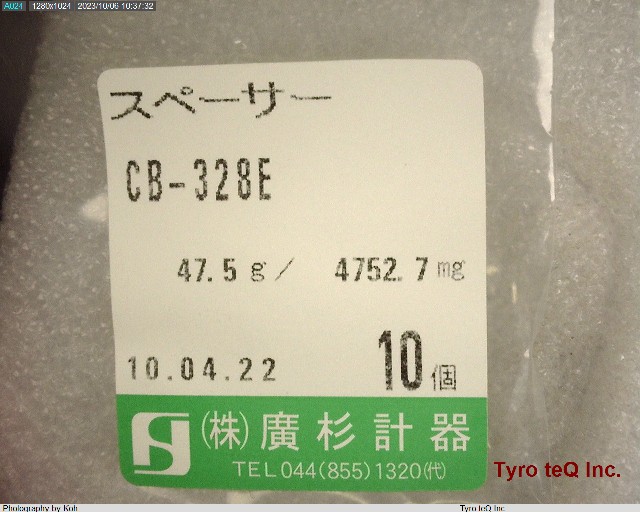 A024 1280x1024 2023/10/06 10:37:32
スペーサー
CB-328E
47.5 g / 4752.7 mg
10.04.22 10個
(株)廣杉計器
TEL 044(855)1320(代)
Tyro teQ Inc.
Photography by Koh Tyro teQ Inc